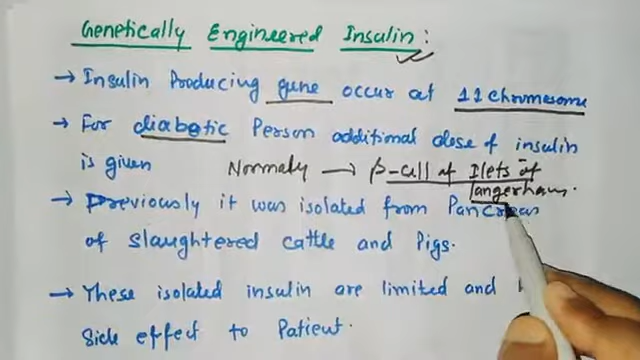 Genetically Engineered Insulin :
→ Insulin Producing gene occur at 11 chromosome
→ For diabetic Person additional dose of insulin
is given Normaly → β-cell of Ilets of
langerhans.
→ Previously it was isolated from Pancreas
of slaughtered cattle and Pigs.
→ These isolated insulin are limited and
Side effect to Patient.